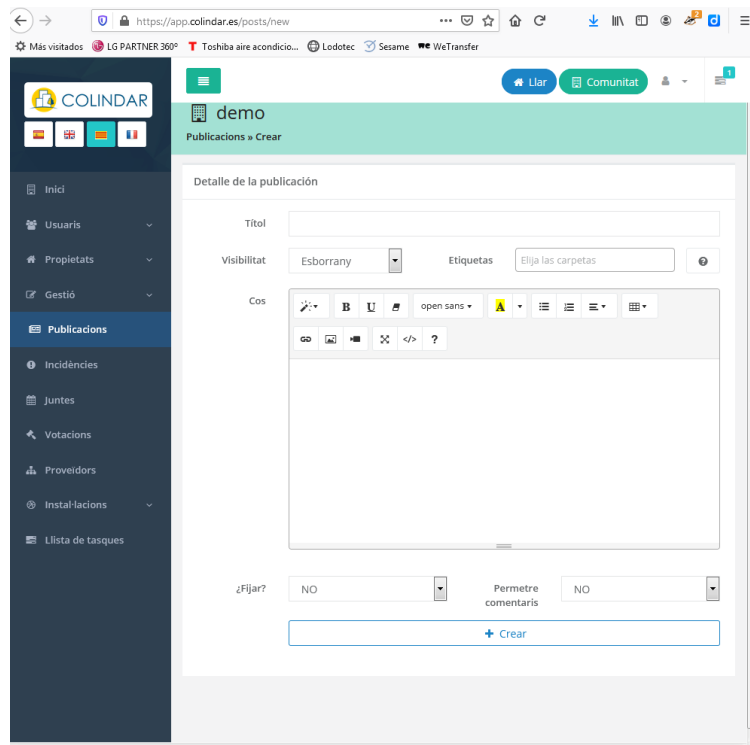 https://app.colindar.es/posts/new
Más visitados LG PARTNER 360º Toshiba aire acondicio... Lodotec Sesame WeTransfer
COLINDAR
Llar Comunitat 1
demo
Publicacions » Crear
Inici
Usuaris
Propietats
Gestió
Publicacions
Incidències
Juntes
Votacions
Proveïdors
Instal·lacions
Llista de tasques
Detalle de la publicación
Títol
Visibilitat Esborrany Etiquetas Elija las carpetas
Cos
B U open sans A
</> ?
¿Fijar? NO Permetre comentaris NO
+ Crear